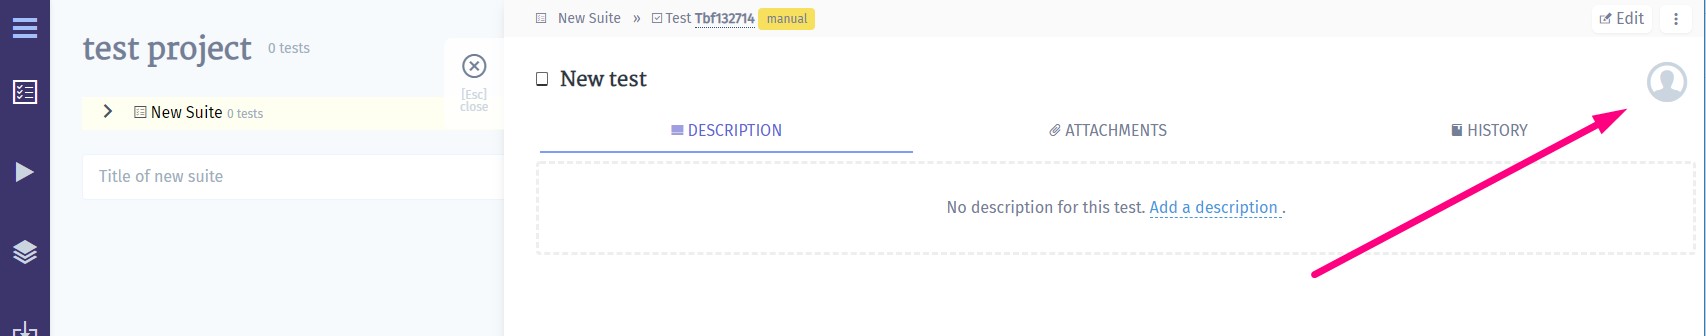 test project 0 tests
[Esc]
close
New Suite 0 tests
Title of new suite
New Suite » Test Tbf132714 manual
Edit
New test
DESCRIPTION
ATTACHMENTS
HISTORY
No description for this test. Add a description .